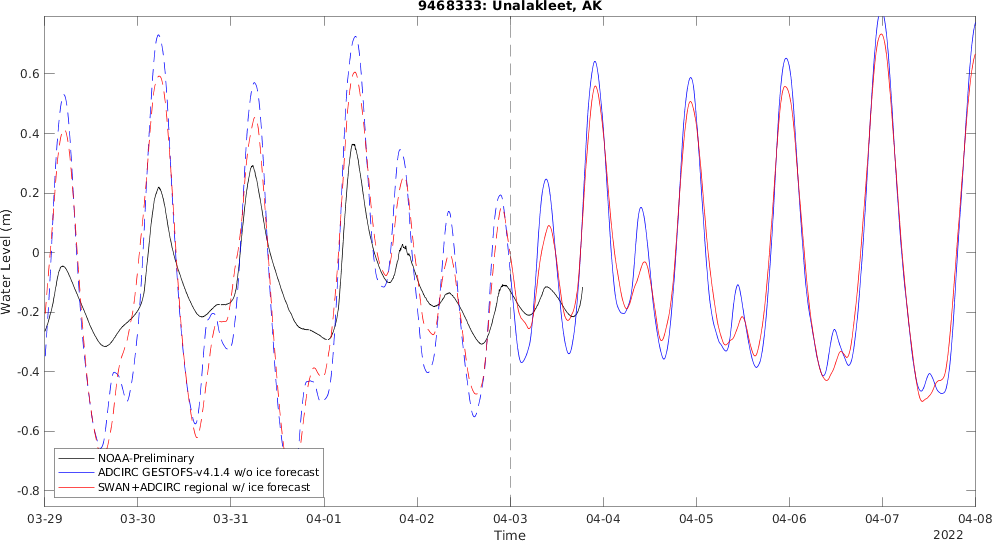 9468333: Unalakleet, AK
Water Level (m)
0.6
0.4
0.2
0
-0.2
-0.4
-0.6
-0.8
NOAA-Preliminary
ADCIRC GESTOFS-v4.1.4 w/o ice forecast
SWAN+ADCIRC regional w/ ice forecast
03-29 03-30 03-31 04-01 04-02 04-03 04-04 04-05 04-06 04-07 04-08
Time
2022